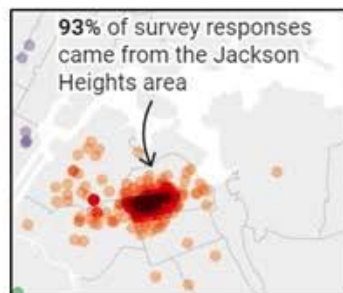 93% of survey responses
came from the Jackson
Heights area